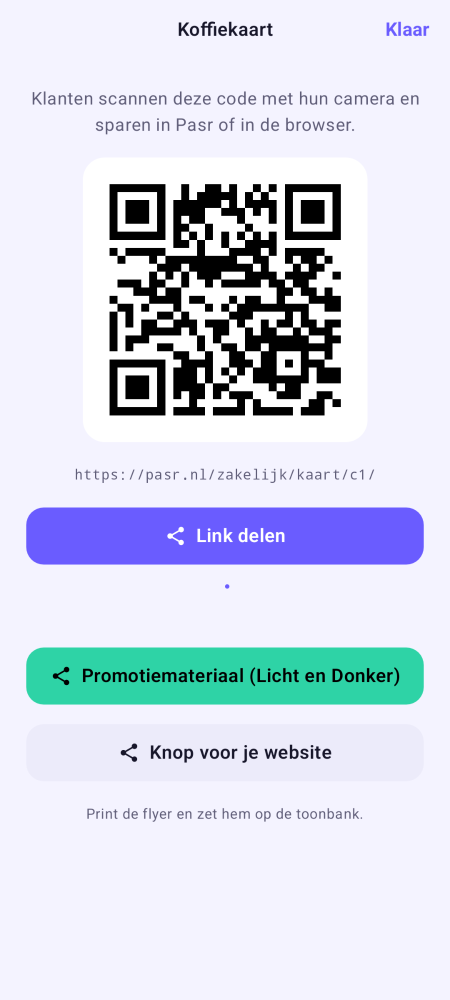 Koffiekaart
Klaar
Klanten scannen deze code met hun camera en
sparen in Pasr of in de browser.
https://pasr.nl/zakelijk/kaart/c1/
Link delen
Promotiemateriaal (Licht en Donker)
Knop voor je website
Print de flyer en zet hem op de toonbank.